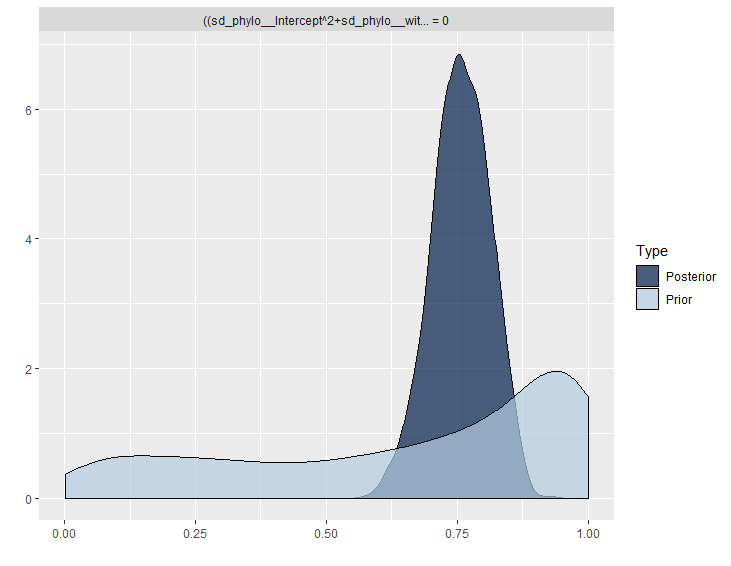 ((sd_phylo__Intercept^2+sd_phylo__wit... = 0
6
4
2
0
0.00 0.25 0.50 0.75 1.00
Type
Posterior
Prior